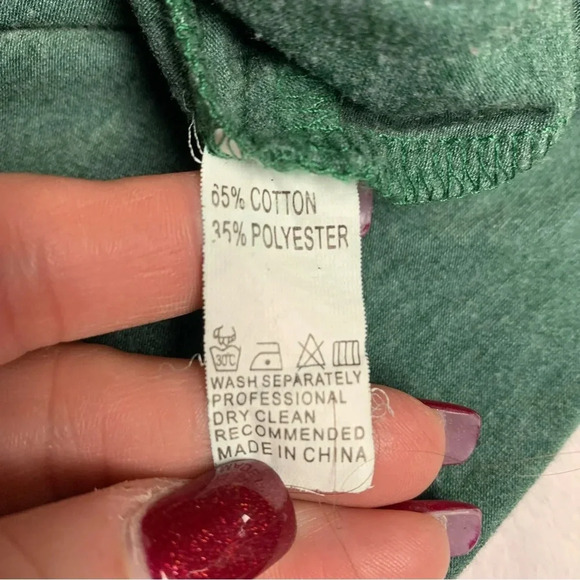 65% COTTON
35% POLYESTER
30℃
WASH SEPARATELY
PROFESSIONAL
DRY CLEAN
RECOMMENDED
MADE IN CHINA